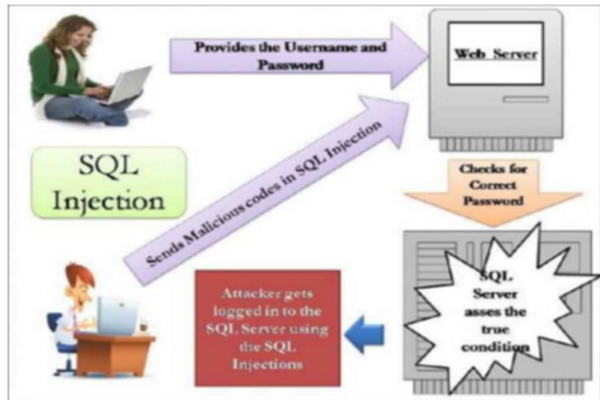 Provides the Username and
Password
Web Server
Sends Malicious codes in SQL Injection
SQL
Injection
Checks for
Correct
Password
SQL
Server
asses the
true
condition
Attacker gets
logged in to the
SQL Server using
the SQL
Injections